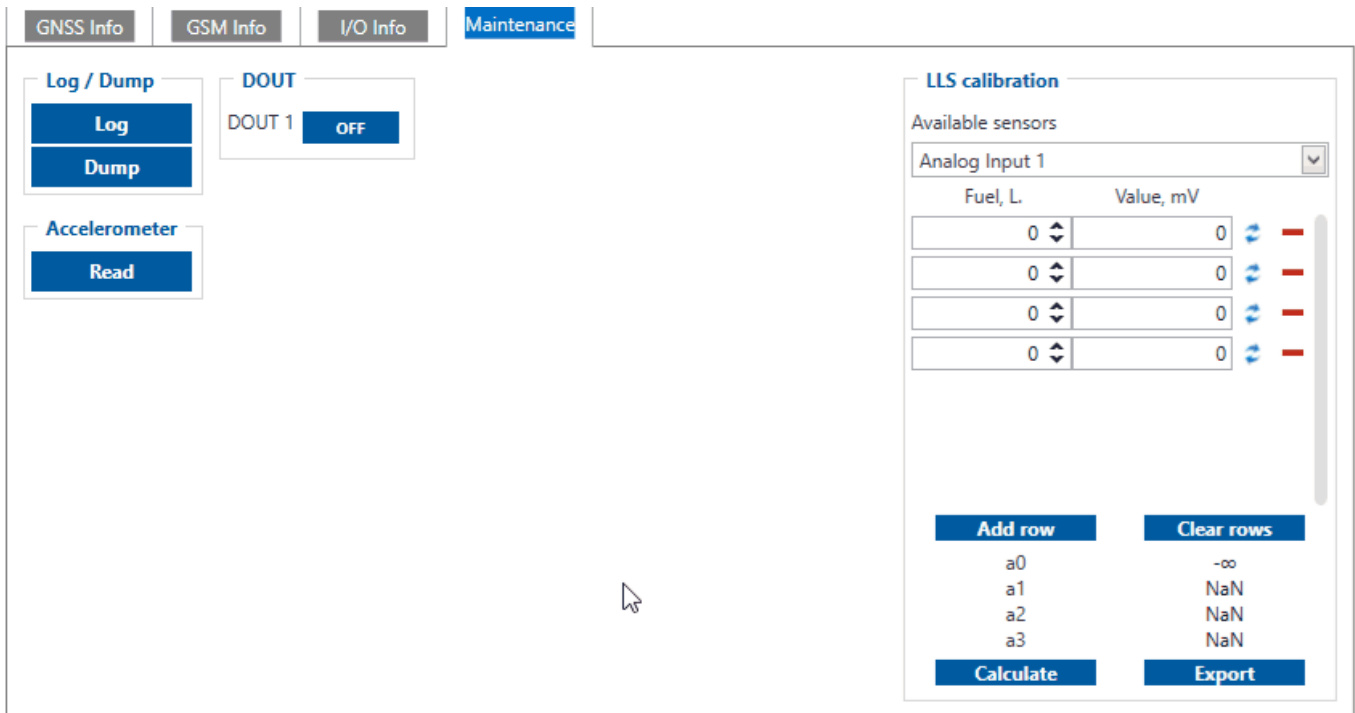 GNSS Info GSM Info I/O Info Maintenance
Log / Dump
Log
Dump
DOUT
DOUT 1 OFF
Accelerometer
Read
LLS calibration
Available sensors
Analog Input 1
Fuel, L. Value, mV
0 0
0 0
0 0
0 0
Add row Clear rows
a0 -∞
a1 NaN
a2 NaN
a3 NaN
Calculate Export